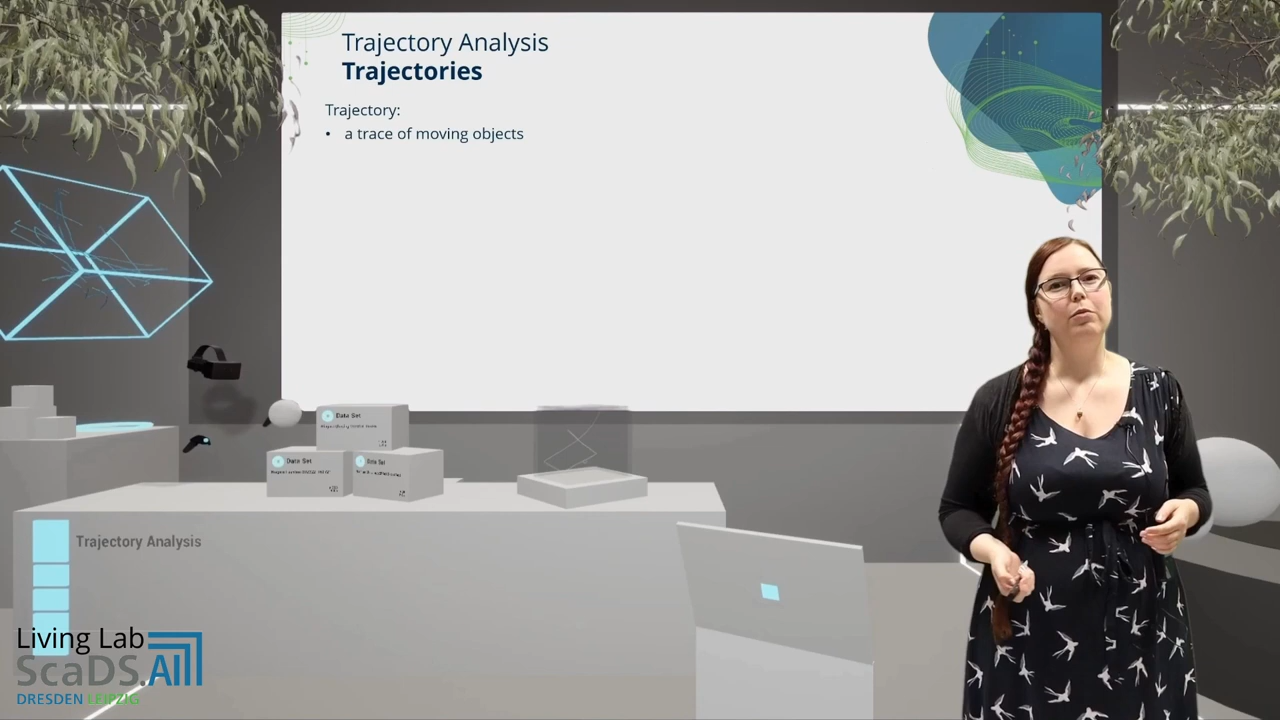 Trajectory Analysis
Trajectories
Trajectory:
• a trace of moving objects
Data Set
Data Set
Data Set
Trajectory Analysis
Living Lab
ScaDS.AI
DRESDEN LEIPZIG